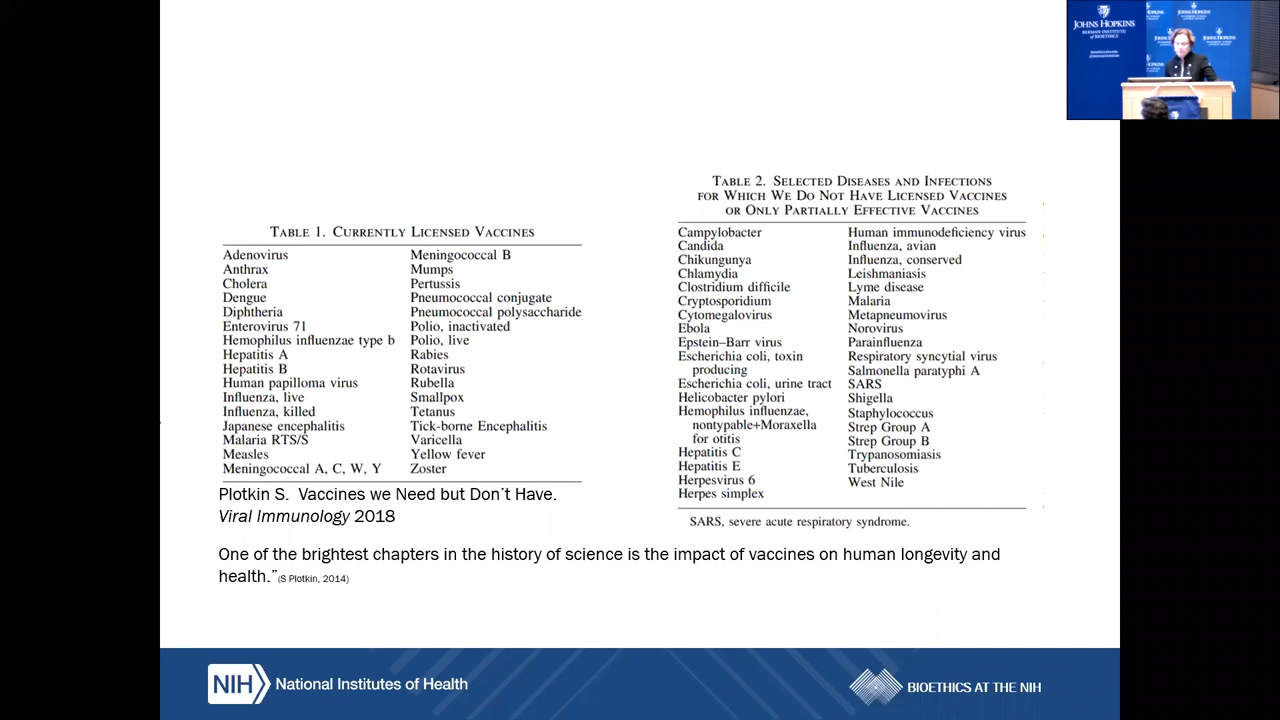 JOHNS HOPKINS
BERMAN INSTITUTE
OF BIOETHICS
JOHNS HOPKINS
JOHNS HOPKINS
TABLE 1. CURRENTLY LICENSED VACCINES
Adenovirus
Anthrax
Cholera
Dengue
Diphtheria
Enterovirus 71
Hemophilus influenzae type b
Hepatitis A
Hepatitis B
Human papilloma virus
Influenza, live
Influenza, killed
Japanese encephalitis
Malaria RTS/S
Measles
Meningococcal A, C, W, Y
Meningococcal B
Mumps
Pertussis
Pneumococcal conjugate
Pneumococcal polysaccharide
Polio, inactivated
Polio, live
Rabies
Rotavirus
Rubella
Smallpox
Tetanus
Tick-borne Encephalitis
Varicella
Yellow fever
Zoster
Plotkin S. Vaccines we Need but Don't Have.
Viral Immunology 2018
TABLE 2. SELECTED DISEASES AND INFECTIONS
FOR WHICH WE DO NOT HAVE LICENSED VACCINES
OR ONLY PARTIALLY EFFECTIVE VACCINES
Campylobacter
Candida
Chikungunya
Chlamydia
Clostridium difficile
Cryptosporidium
Cytomegalovirus
Ebola
Epstein–Barr virus
Escherichia coli, toxin
producing
Escherichia coli, urine tract
Helicobacter pylori
Hemophilus influenzae,
nontypable+Moraxella
for otitis
Hepatitis C
Hepatitis E
Herpesvirus 6
Herpes simplex
Human immunodeficiency virus
Influenza, avian
Influenza, conserved
Leishmaniasis
Lyme disease
Malaria
Metapneumovirus
Norovirus
Parainfluenza
Respiratory syncytial virus
Salmonella paratyphi A
SARS
Shigella
Staphylococcus
Strep Group A
Strep Group B
Trypanosomiasis
Tuberculosis
West Nile
SARS, severe acute respiratory syndrome.
One of the brightest chapters in the history of science is the impact of vaccines on human longevity and
health.” (S Plotkin, 2014)
NIH National Institutes of Health
BIOETHICS AT THE NIH